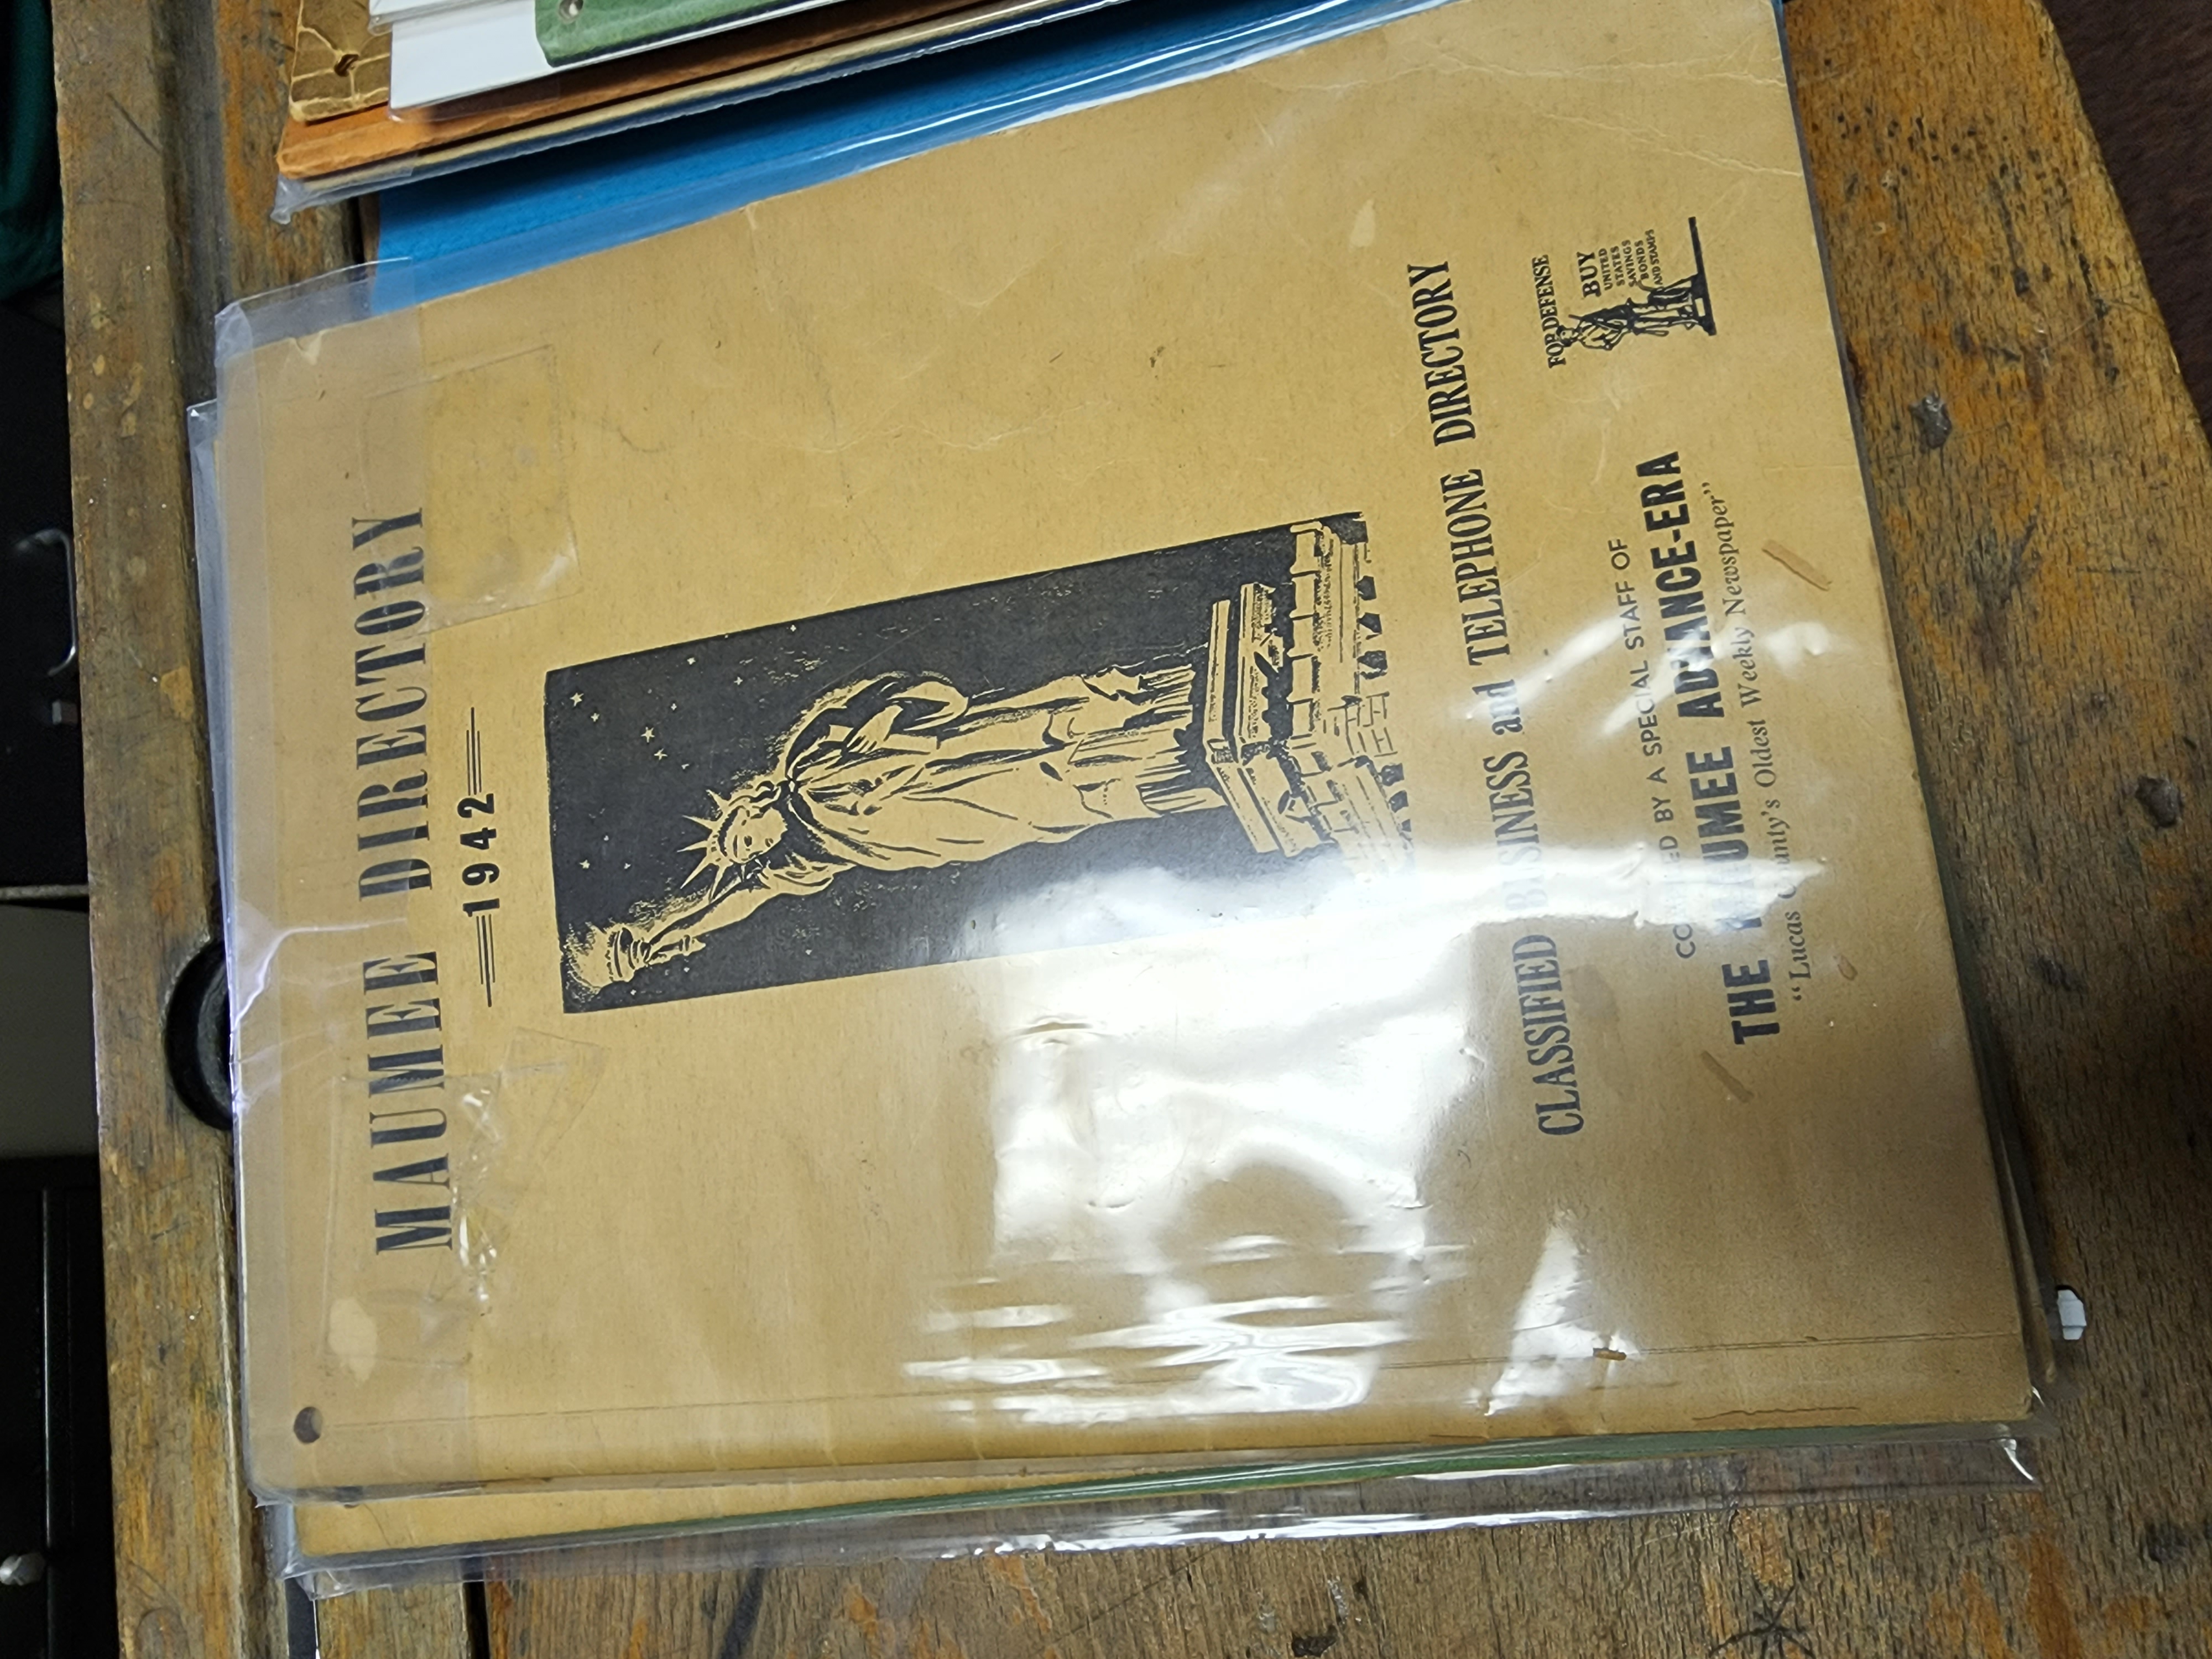 MAUMEE DIRECTORY
1942
CLASSIFIED BUSINESS and TELEPHONE DIRECTORY
COMPILED BY A SPECIAL STAFF OF
THE MAUMEE ADVANCE-ERA
"Lucas County's Oldest Weekly Newspaper"
FOR DEFENSE
BUY
UNITED
STATES
SAVINGS
BONDS
AND STAMPS